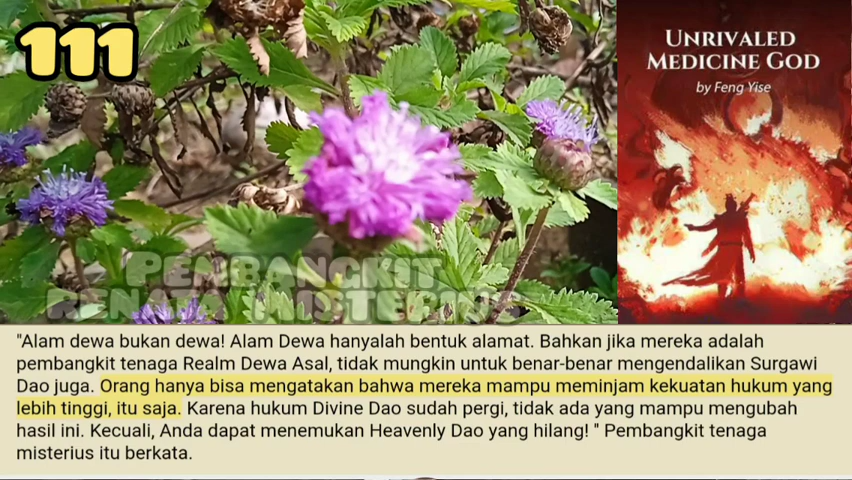 111
UNRIVALED
MEDICINE GOD
by Feng Yise
PEMBANGKIT
RENATA MISTERIUS
"Alam dewa bukan dewa! Alam Dewa hanyalah bentuk alamat. Bahkan jika mereka adalah
pembangkit tenaga Realm Dewa Asal, tidak mungkin untuk benar-benar mengendalikan Surgawi
Dao juga. Orang hanya bisa mengatakan bahwa mereka mampu meminjam kekuatan hukum yang
lebih tinggi, itu saja. Karena hukum Divine Dao sudah pergi, tidak ada yang mampu mengubah
hasil ini. Kecuali, Anda dapat menemukan Heavenly Dao yang hilang! " Pembangkit tenaga
misterius itu berkata.